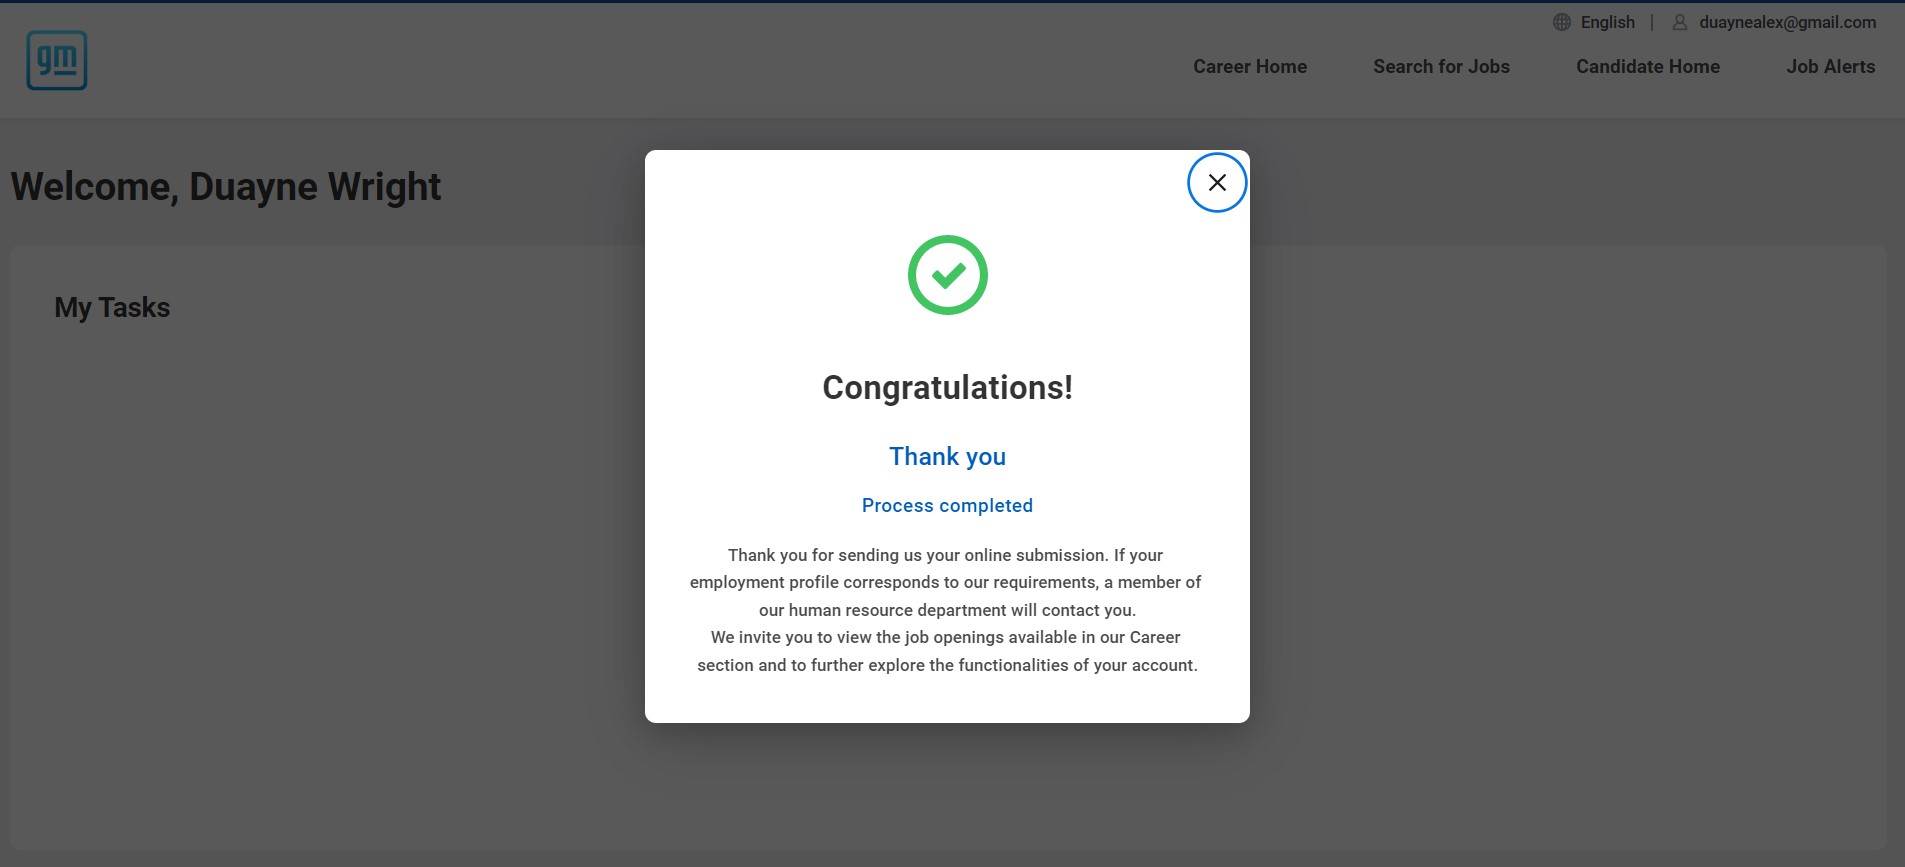 gm
English | duaynealex@gmail.com
Career Home Search for Jobs Candidate Home Job Alerts
Welcome, Duayne Wright
My Tasks
Congratulations!
Thank you
Process completed
Thank you for sending us your online submission. If your
employment profile corresponds to our requirements, a member of
our human resource department will contact you.
We invite you to view the job openings available in our Career
section and to further explore the functionalities of your account.